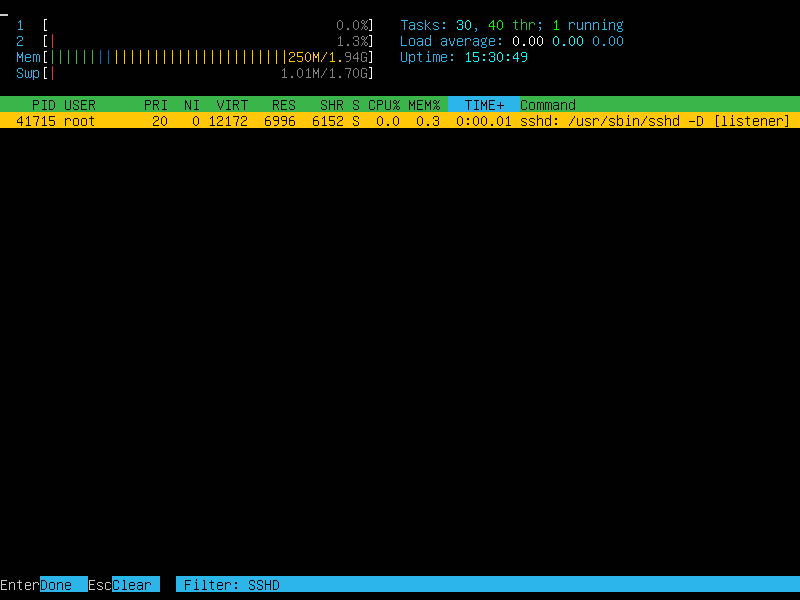 1 [ 0.0%] Tasks: 30, 40 thr; 1 running
2 [| 1.3%] Load average: 0.00 0.00 0.00
Mem[||||||||||||||||||||||||||||||250M/1.94G] Uptime: 15:30:49
Swp[| 1.01M/1.70G]
PID USER PRI NI VIRT RES SHR S CPU% MEM% TIME+ Command
41715 root 20 0 12172 6996 6152 S 0.0 0.3 0:00.01 sshd: /usr/sbin/sshd -D [listener]
EnterDone EscClear Filter: SSHD